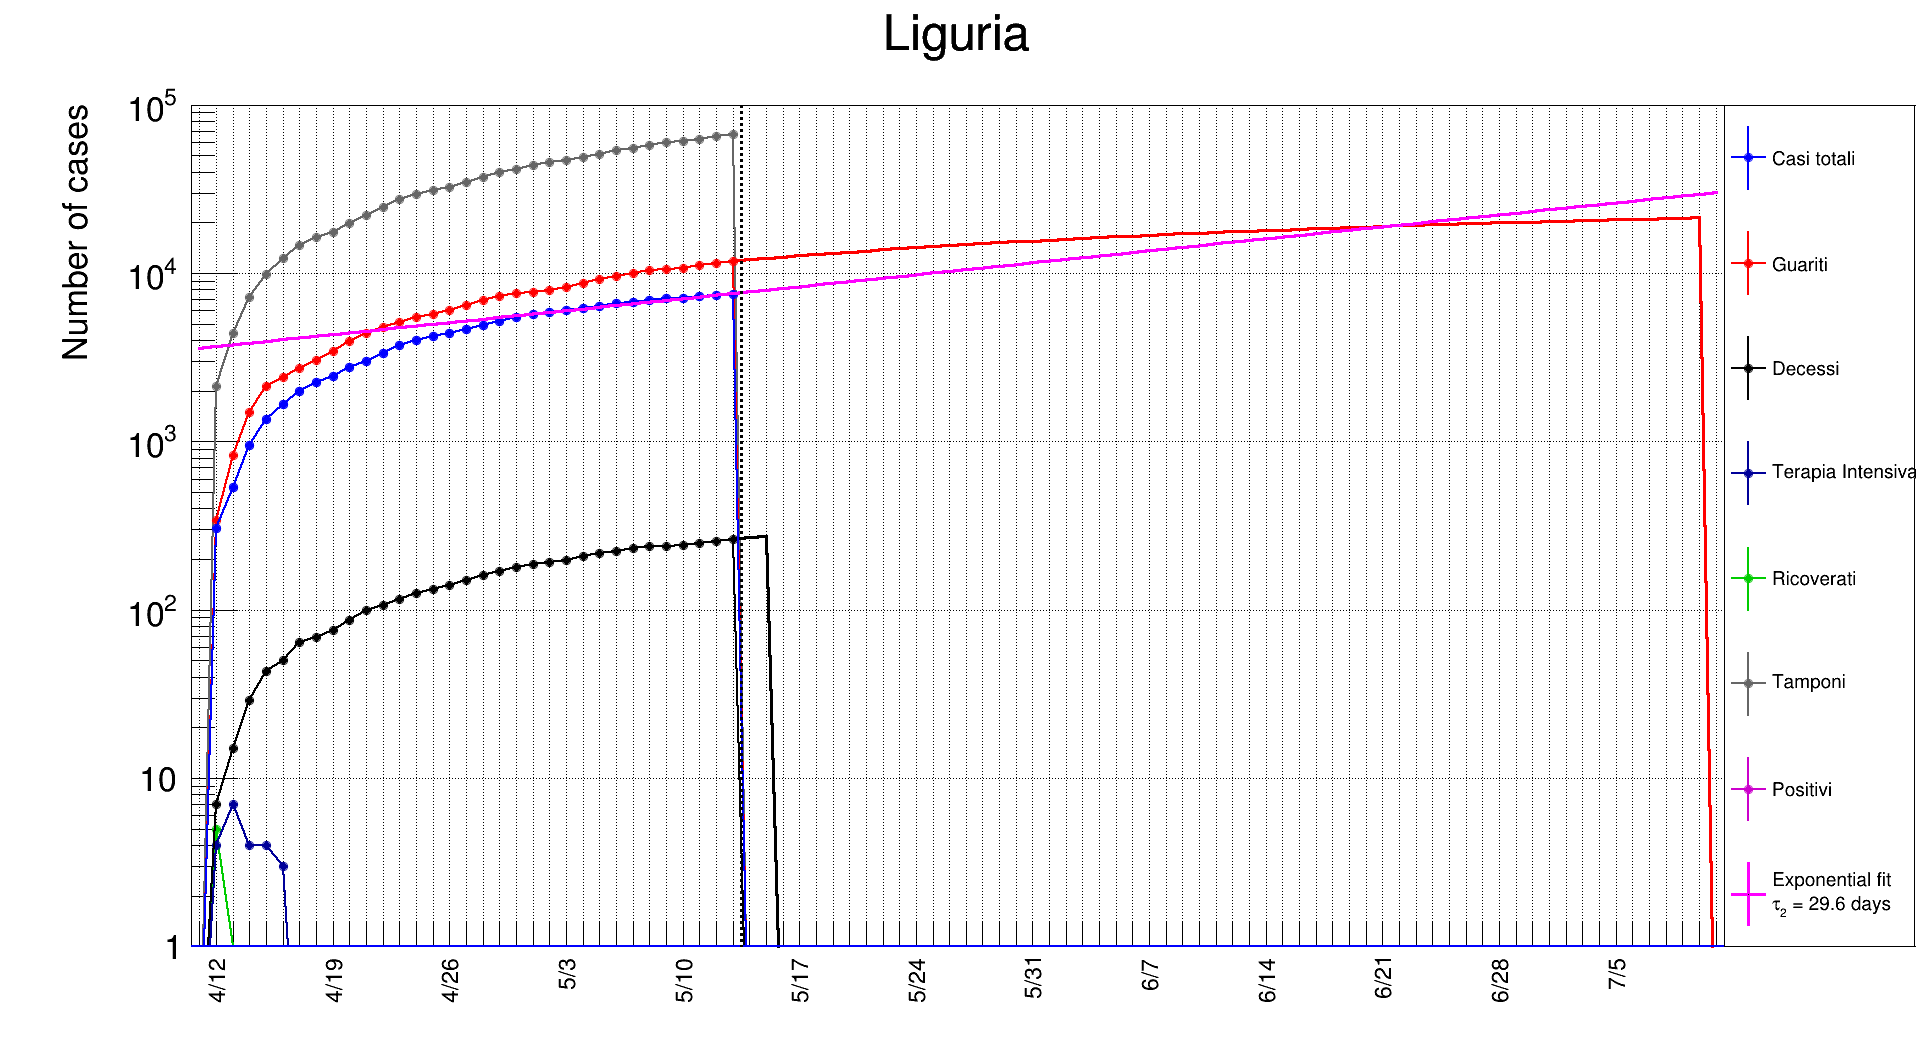 Liguria
Number of cases
10^5
10^4
10^3
10^2
10
1
4/12
4/19
4/26
5/3
5/10
5/17
5/24
5/31
6/7
6/14
6/21
6/28
7/5
Casi totali
Guariti
Decessi
Terapia Intensiva
Ricoverati
Tamponi
Positivi
Exponential fit
τ_2 = 29.6 days